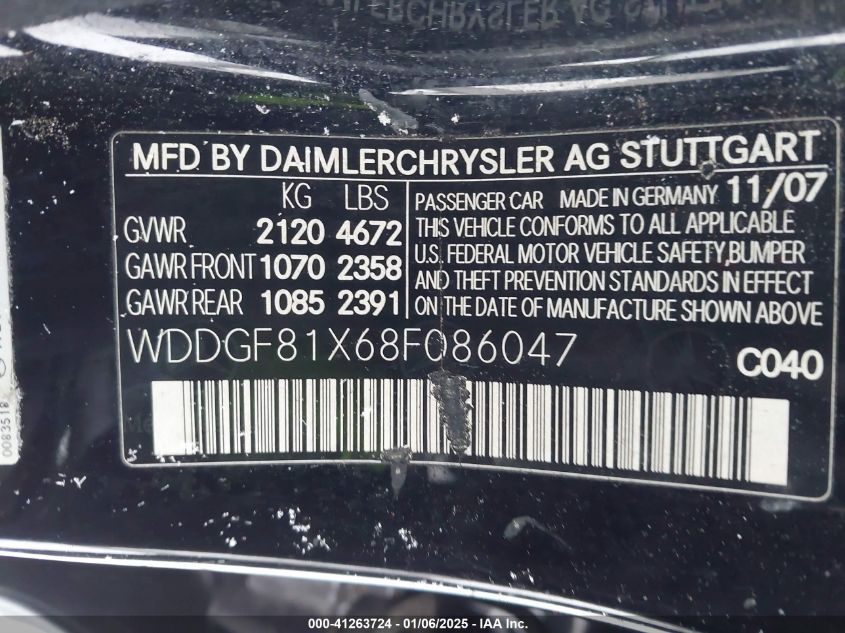 MFD BY DAIMLERCHRYSLER AG STUTTGART
KG LBS
GVWR 2120 4672
GAWR FRONT 1070 2358
GAWR REAR 1085 2391
PASSENGER CAR MADE IN GERMANY 11/07
THIS VEHICLE CONFORMS TO ALL APPLICABLE
U.S. FEDERAL MOTOR VEHICLE SAFETY, BUMPER
AND THEFT PREVENTION STANDARDS IN EFFECT
ON THE DATE OF MANUFACTURE SHOWN ABOVE
WDDGF81X68F086047
C040
0083518
000-41263724 - 01/06/2025 - IAA Inc.